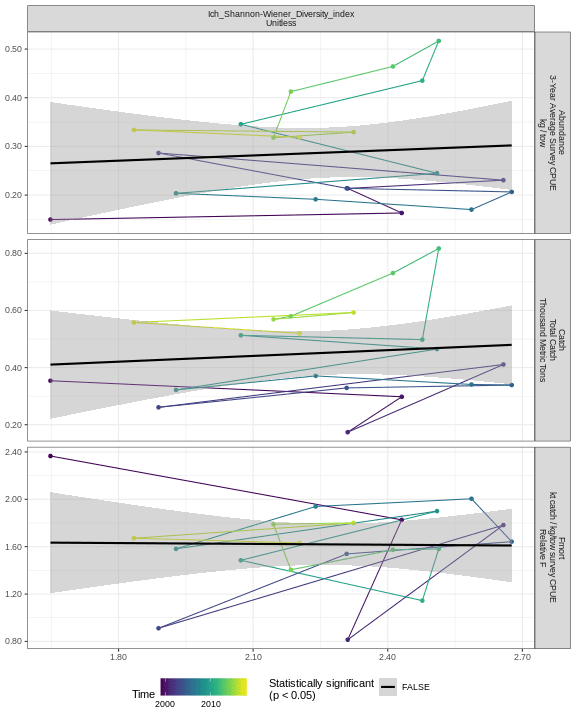 Ich_Shannon-Wiener_Diversity_index
Unitless
0.50
0.40
0.30
0.20
Abundance
3-Year Average Survey CPUE
kg / tow
0.80
0.60
0.40
0.20
Catch
Total Catch
Thousand Metric Tons
2.40
2.00
1.60
1.20
0.80
Fmort
kt catch / kg/tow survey CPUE
Relative F
1.80 2.10 2.40 2.70
Time
2000 2010
Statistically significant
(p < 0.05)
FALSE